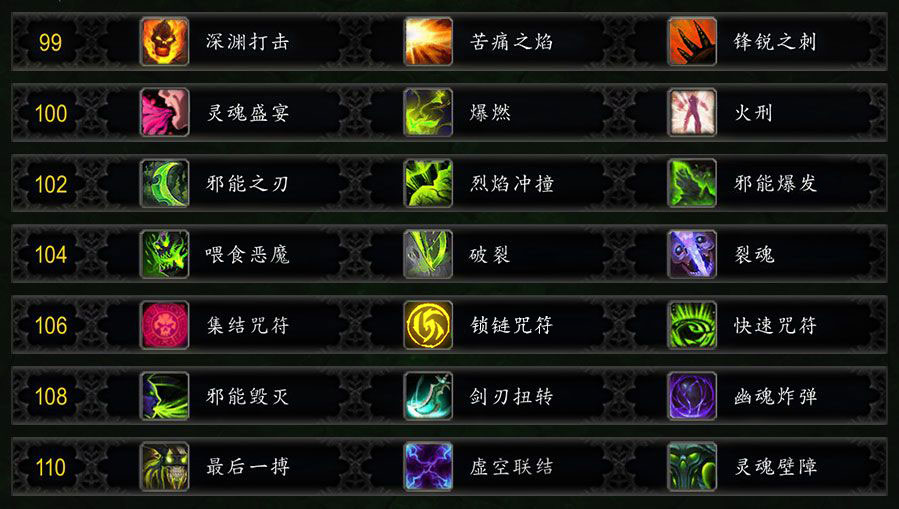 99 深渊打击 苦痛之焰 锋锐之刺
100 灵魂盛宴 爆燃 火刑
102 邪能之刃 烈焰冲撞 邪能爆发
104 喂食恶魔 破裂 裂魂
106 集结咒符 锁链咒符 快速咒符
108 邪能毁灭 剑刃扭转 幽魂炸弹
110 最后一搏 虚空联结 灵魂壁障